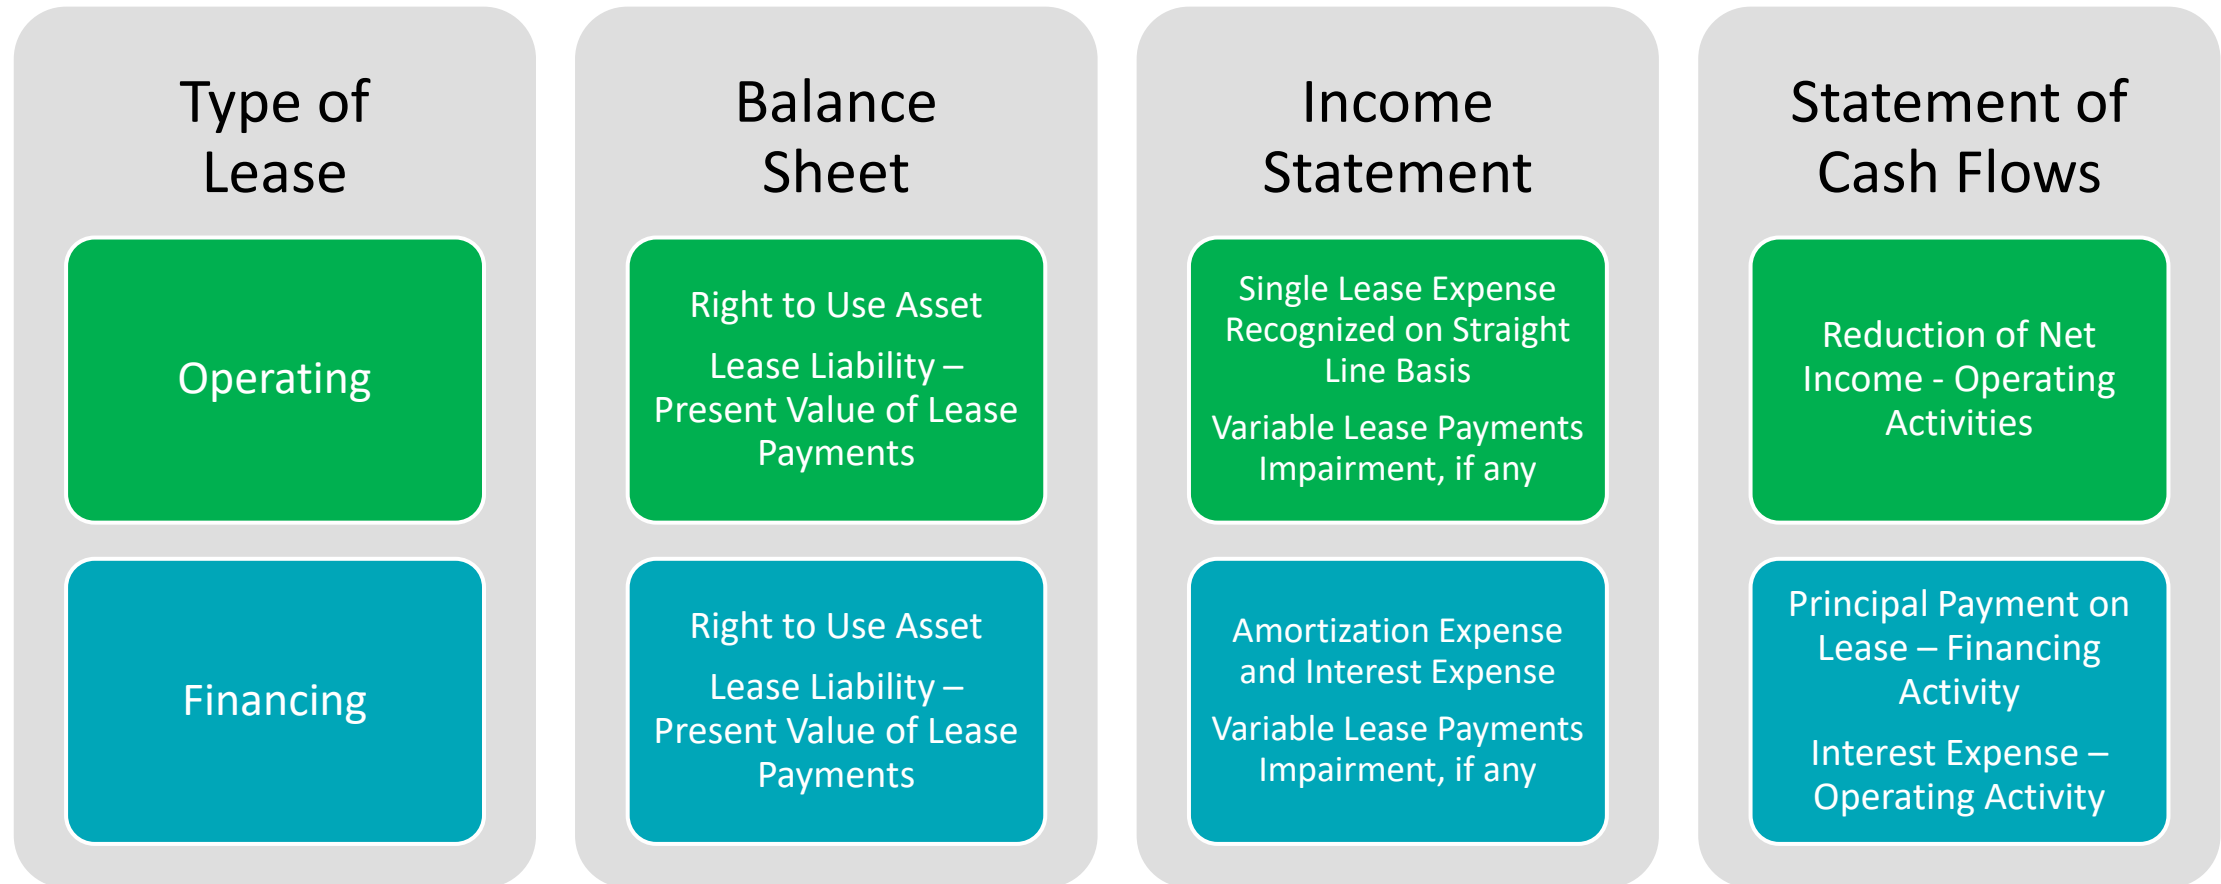 Type of
Lease
Operating
Financing
Balance
Sheet
Right to Use Asset
Lease Liability –
Present Value of Lease
Payments
Right to Use Asset
Lease Liability –
Present Value of Lease
Payments
Income
Statement
Single Lease Expense
Recognized on Straight
Line Basis
Variable Lease Payments
Impairment, if any
Amortization Expense
and Interest Expense
Variable Lease Payments
Impairment, if any
Statement of
Cash Flows
Reduction of Net
Income - Operating
Activities
Principal Payment on
Lease – Financing
Activity
Interest Expense –
Operating Activity